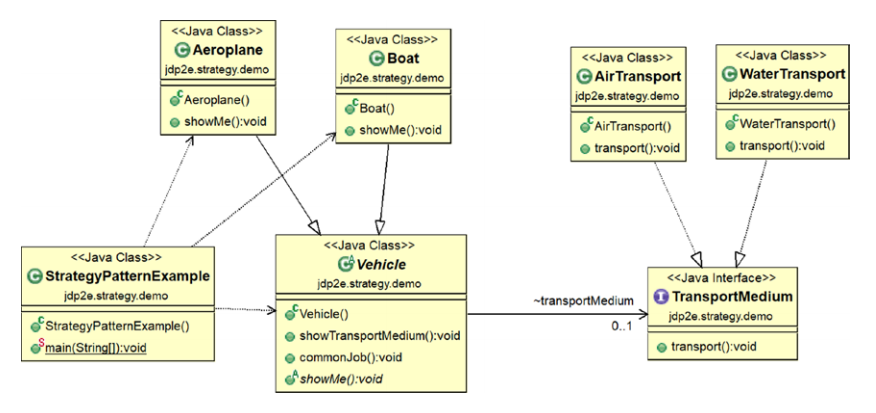 <<Java Class>>
Aeroplane
jdp2e.strategy.demo
Aeroplane()
showMe():void
<<Java Class>>
Boat
jdp2e.strategy.demo
Boat()
showMe():void
<<Java Class>>
AirTransport
jdp2e.strategy.demo
AirTransport()
transport():void
<<Java Class>>
WaterTransport
jdp2e.strategy.demo
WaterTransport()
transport():void
<<Java Class>>
StrategyPatternExample
jdp2e.strategy.demo
StrategyPatternExample()
main(String[]):void
<<Java Class>>
Vehicle
jdp2e.strategy.demo
Vehicle()
showTransportMedium():void
commonJob():void
showMe():void
~transportMedium
0..1
<<Java Interface>>
TransportMedium
jdp2e.strategy.demo
transport():void